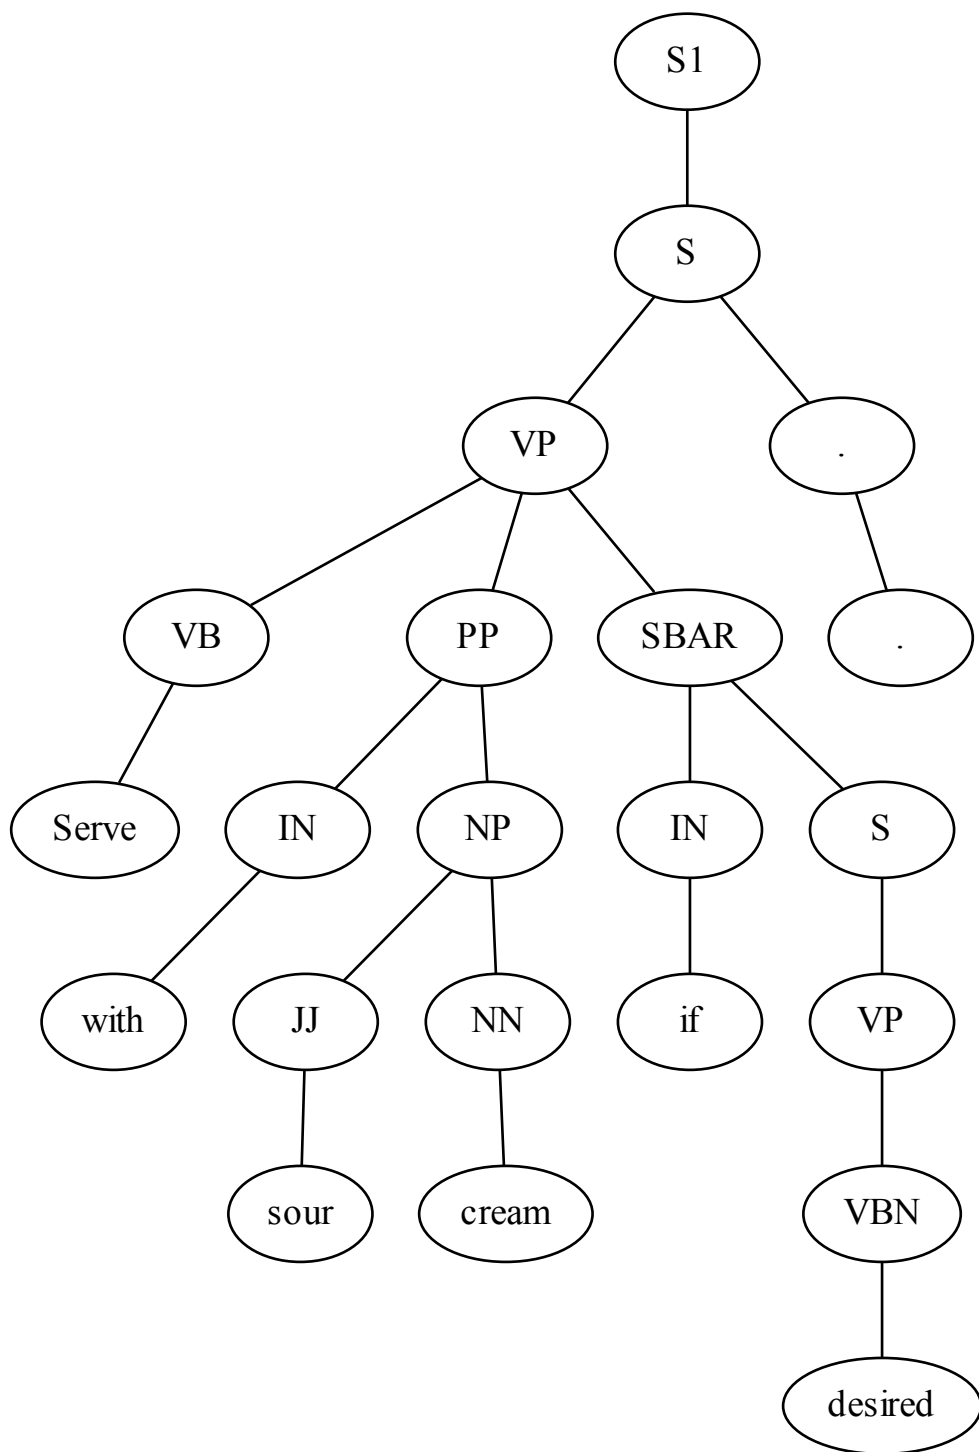 S1
S
VP .
VB PP SBAR .
Serve IN NP IN S
with JJ NN if VP
sour cream VBN
desired